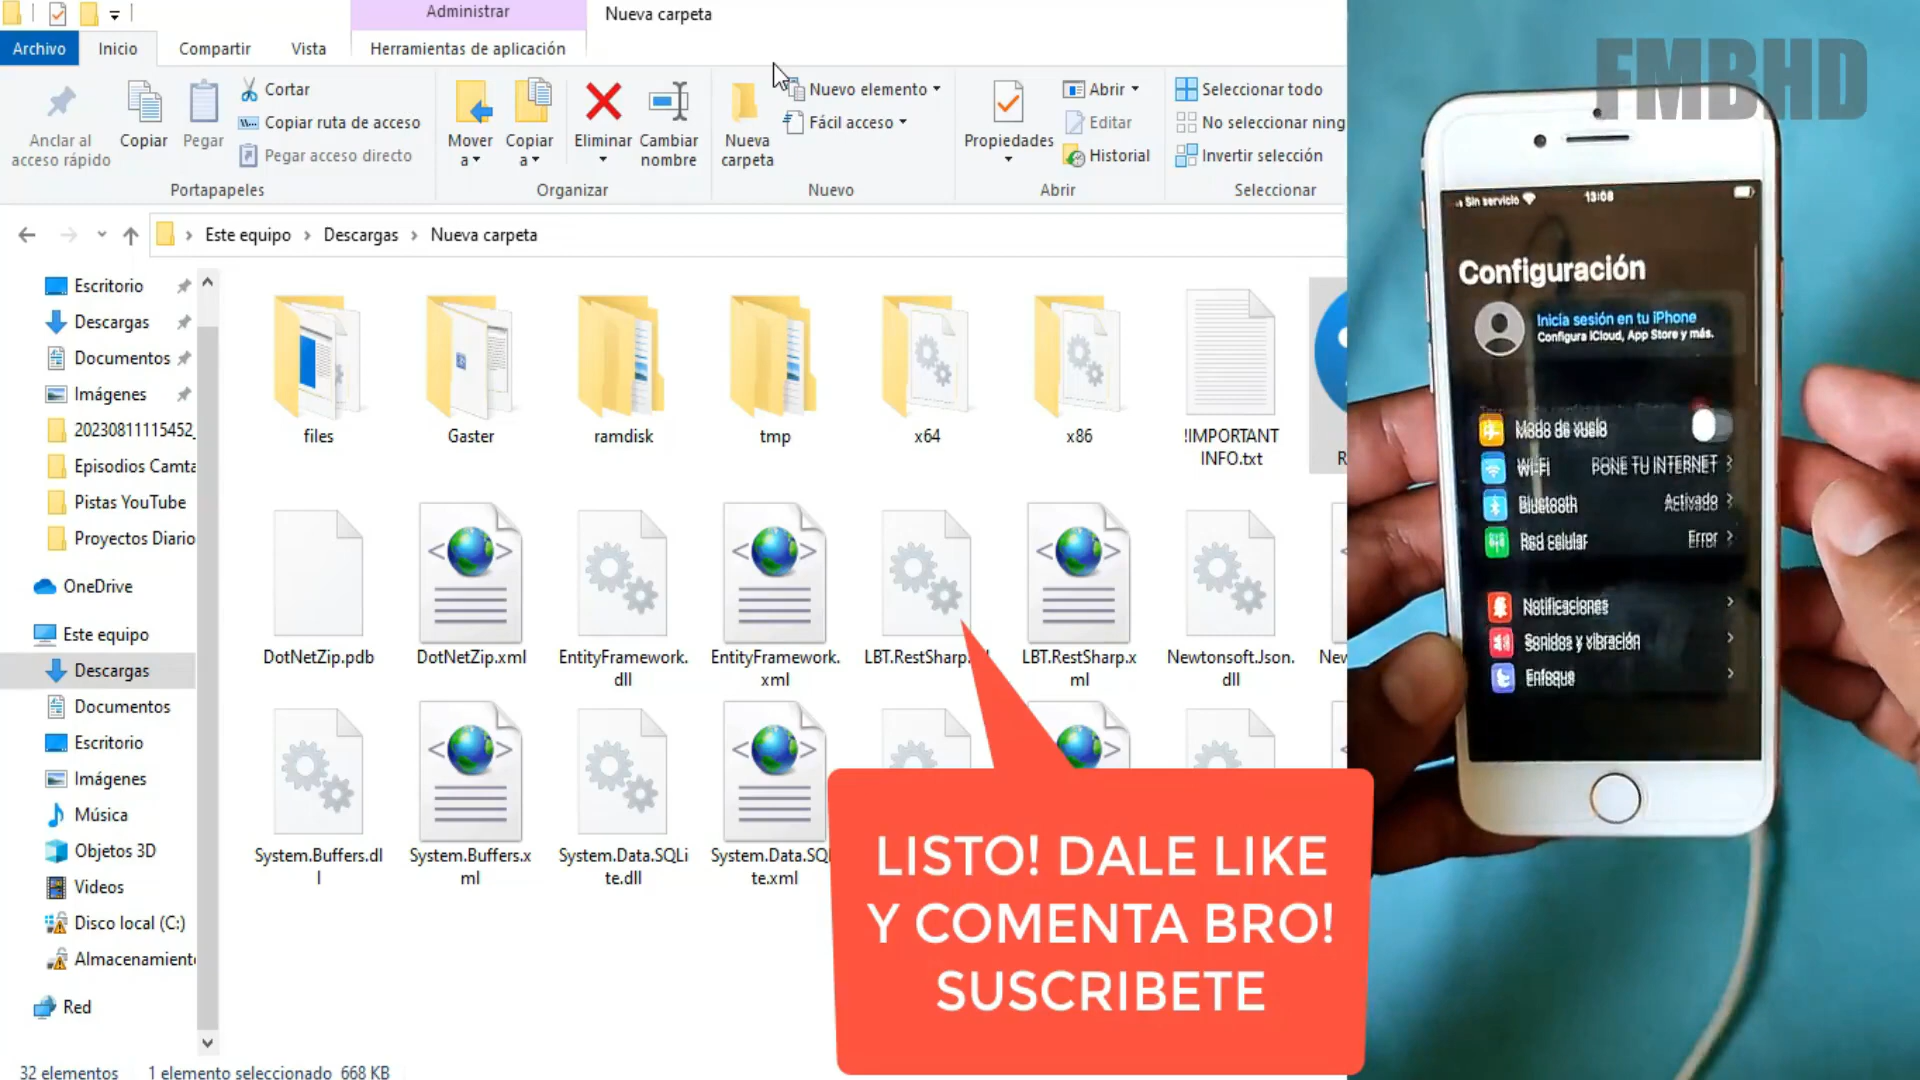 Administrar
Nueva carpeta
Archivo
Inicio
Compartir
Vista
Herramientas de aplicación
Anclar al
acceso rápido
Copiar
Pegar
Cortar
Copiar ruta de acceso
Pegar acceso directo
Portapapeles
Mover
a
Copiar
a
Eliminar
Cambiar
nombre
Organizar
Nueva
carpeta
Nuevo elemento
Fácil acceso
Nuevo
Propiedades
Abrir
Editar
Historial
Abrir
Seleccionar todo
No seleccionar ning
Invertir selección
Seleccionar
Este equipo
Descargas
Nueva carpeta
Escritorio
Descargas
Documentos
Imágenes
20230811115452_
Episodios Camta
Pistas YouTube
Proyectos Diario
OneDrive
Este equipo
Descargas
Documentos
Escritorio
Imágenes
Música
Objetos 3D
Videos
Disco local (C:)
Almacenamient
Red
files
Gaster
ramdisk
tmp
x64
x86
!IMPORTANT
INFO.txt
R
DotNetZip.pdb
DotNetZip.xml
EntityFramework.
dll
EntityFramework.
xml
LBT.RestSharp.
LBT.RestSharp.x
ml
Newtonsoft.Json.
dll
New
System.Buffers.dl
l
System.Buffers.x
ml
System.Data.SQLi
te.dll
System.Data.SQL
te.xml
LISTO! DALE LIKE
Y COMENTA BRO!
SUSCRIBETE
32 elementos
1 elemento seleccionado 668 KB
FMBHD
Sin servicio
13:08
Configuración
Inicia sesión en tu iPhone
Configura iCloud, App Store y más.
Modo de vuelo
Wi-Fi
PONE TU INTERNET
Bluetooth
Activado
Red celular
Error
Notificaciones
Sonidos y vibración
Enfoque